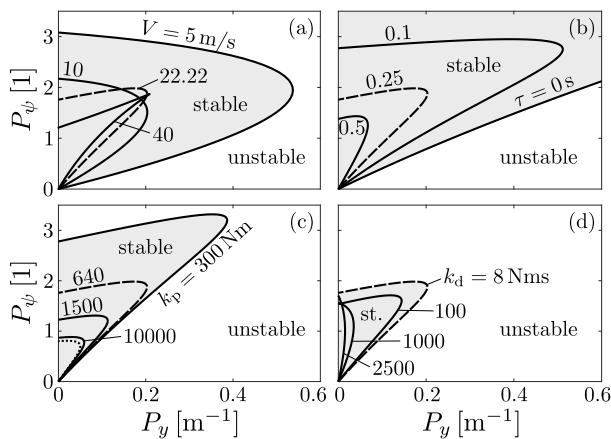 (a)
V = 5 m/s
10
22.22
40
stable
unstable
3
2
1
0
P_ψ [1]
(b)
0.1
stable
0.25
τ = 0 s
0.5
unstable
(c)
stable
k_p = 300 Nm
640
1500
10000
unstable
3
2
1
0
P_ψ [1]
0
0.2
0.4
0.6
P_y [m⁻¹]
(d)
k_d = 8 Nms
st.
100
1000
2500
unstable
0
0.2
0.4
0.6
P_y [m⁻¹]